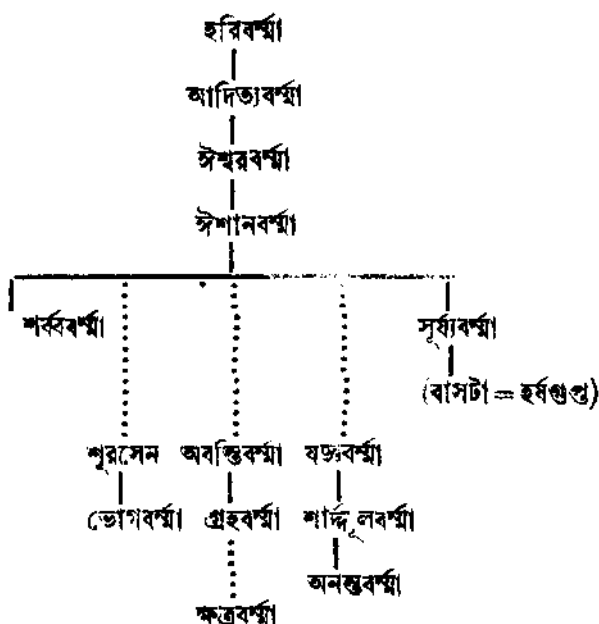 হরিবর্ম্মা
আদিত্যবর্ম্মা
ঈশ্বরবর্ম্মা
ঈশানবর্ম্মা
শর্ব্ববর্ম্মা সূর্য্যবর্ম্মা
(বাসটা = হর্ষগুপ্ত)
শূরসেন অবন্তিবর্ম্মা যজ্ঞবর্ম্মা
ভোগবর্ম্মা গ্রহবর্ম্মা শার্দ্দূলবর্ম্মা
অনন্তবর্ম্মা
ক্ষত্রবর্ম্মা